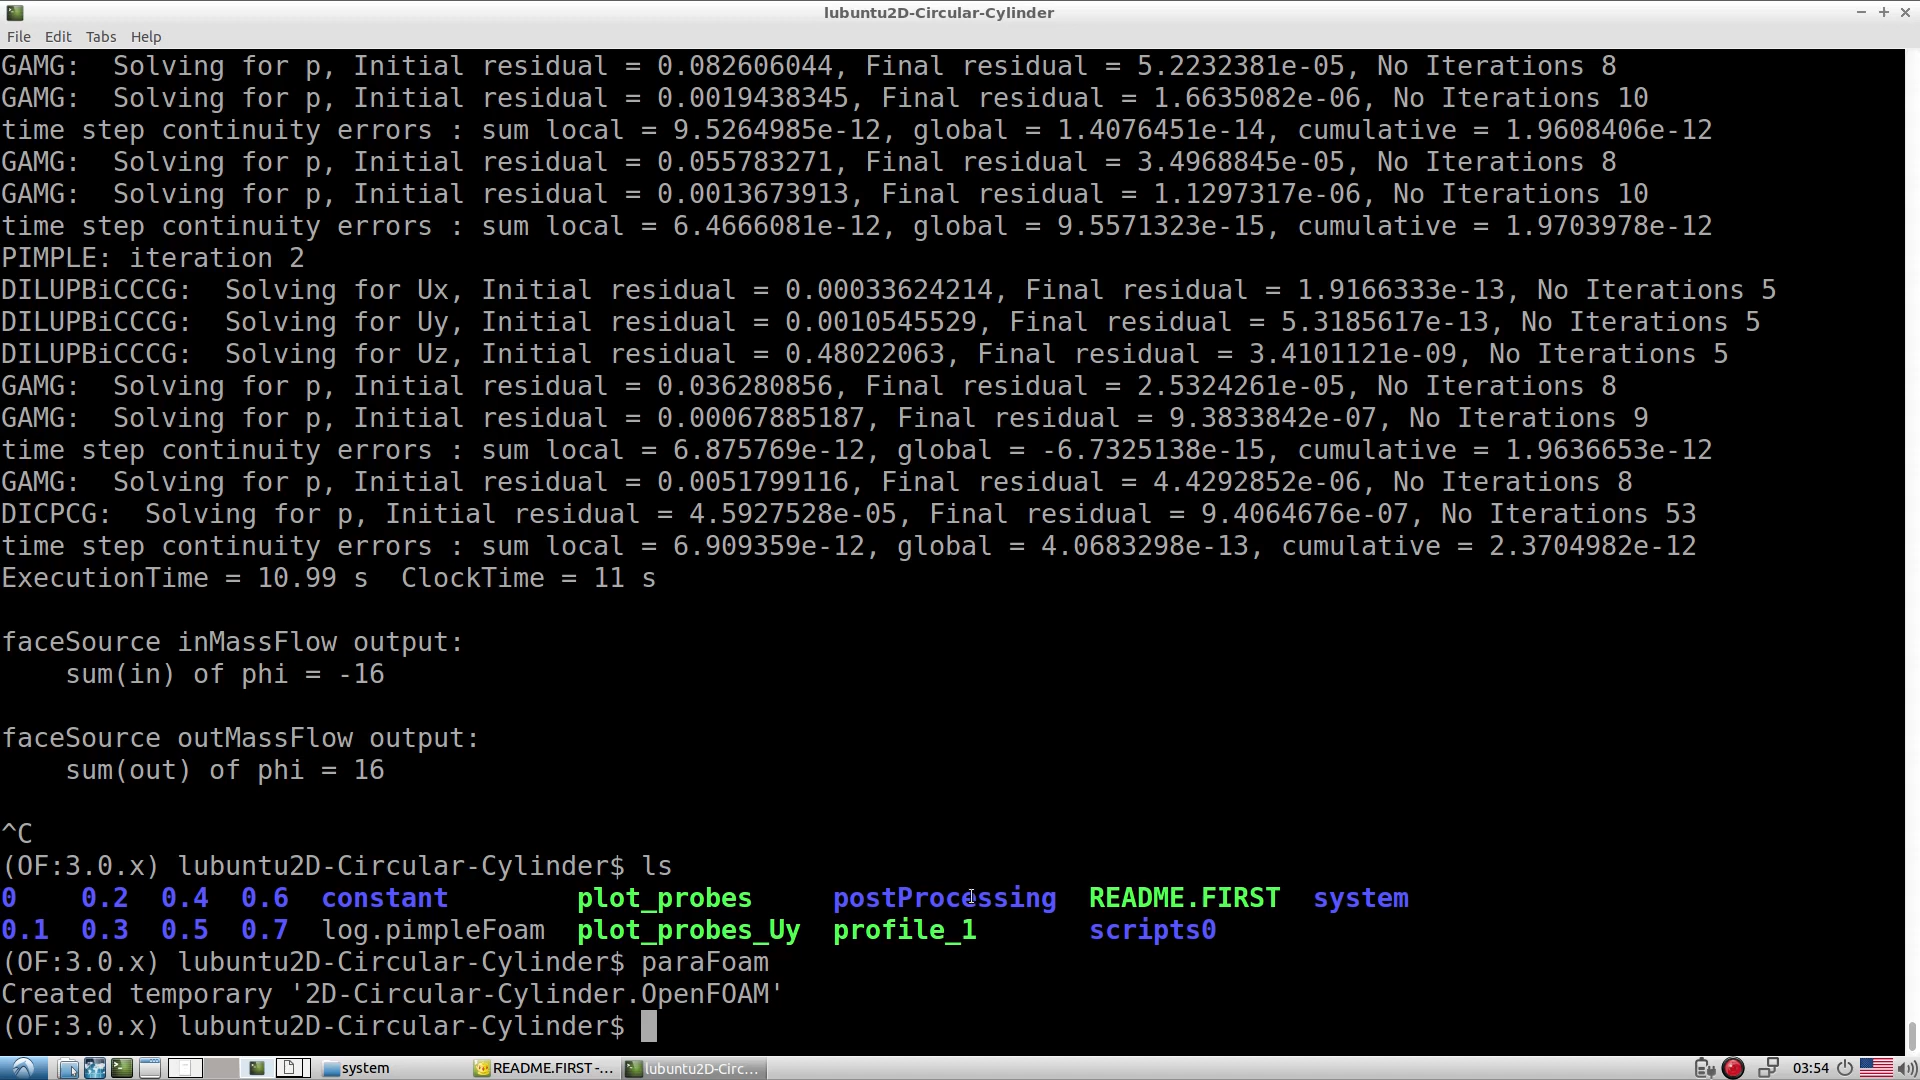 lubuntu2D-Circular-Cylinder
File Edit Tabs Help
GAMG:  Solving for p, Initial residual = 0.082606044, Final residual = 5.2232381e-05, No Iterations 8
GAMG:  Solving for p, Initial residual = 0.0019438345, Final residual = 1.6635082e-06, No Iterations 10
time step continuity errors : sum local = 9.5264985e-12, global = 1.4076451e-14, cumulative = 1.9608406e-12
GAMG:  Solving for p, Initial residual = 0.055783271, Final residual = 3.4968845e-05, No Iterations 8
GAMG:  Solving for p, Initial residual = 0.0013673913, Final residual = 1.1297317e-06, No Iterations 10
time step continuity errors : sum local = 6.4666081e-12, global = 9.5571323e-15, cumulative = 1.9703978e-12
PIMPLE: iteration 2
DILUPBiCCCG:  Solving for Ux, Initial residual = 0.00033624214, Final residual = 1.9166333e-13, No Iterations 5
DILUPBiCCCG:  Solving for Uy, Initial residual = 0.0010545529, Final residual = 5.3185617e-13, No Iterations 5
DILUPBiCCCG:  Solving for Uz, Initial residual = 0.48022063, Final residual = 3.4101121e-09, No Iterations 5
GAMG:  Solving for p, Initial residual = 0.036280856, Final residual = 2.5324261e-05, No Iterations 8
GAMG:  Solving for p, Initial residual = 0.00067885187, Final residual = 9.3833842e-07, No Iterations 9
time step continuity errors : sum local = 6.875769e-12, global = -6.7325138e-15, cumulative = 1.9636653e-12
GAMG:  Solving for p, Initial residual = 0.0051799116, Final residual = 4.4292852e-06, No Iterations 8
DICPCG:  Solving for p, Initial residual = 4.5927528e-05, Final residual = 9.4064676e-07, No Iterations 53
time step continuity errors : sum local = 6.909359e-12, global = 4.0683298e-13, cumulative = 2.3704982e-12
ExecutionTime = 10.99 s  ClockTime = 11 s
faceSource inMassFlow output:
    sum(in) of phi = -16
faceSource outMassFlow output:
    sum(out) of phi = 16
^C
(OF:3.0.x) lubuntu2D-Circular-Cylinder$ ls
0    0.2  0.4  0.6  constant        plot_probes     postProcessing  README.FIRST  system
0.1  0.3  0.5  0.7  log.pimpleFoam  plot_probes_Uy  profile_1       scripts0
(OF:3.0.x) lubuntu2D-Circular-Cylinder$ paraFoam
Created temporary '2D-Circular-Cylinder.OpenFOAM'
(OF:3.0.x) lubuntu2D-Circular-Cylinder$
system README.FIRST -... lubuntu2D-Circ... 03:54